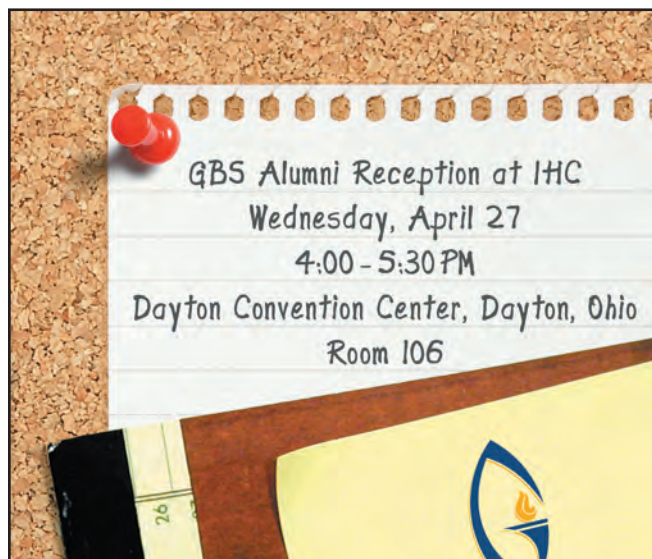 GBS Alumni Reception at IHC
Wednesday, April 27
4:00 - 5:30 PM
Dayton Convention Center, Dayton, Ohio
Room 106
26